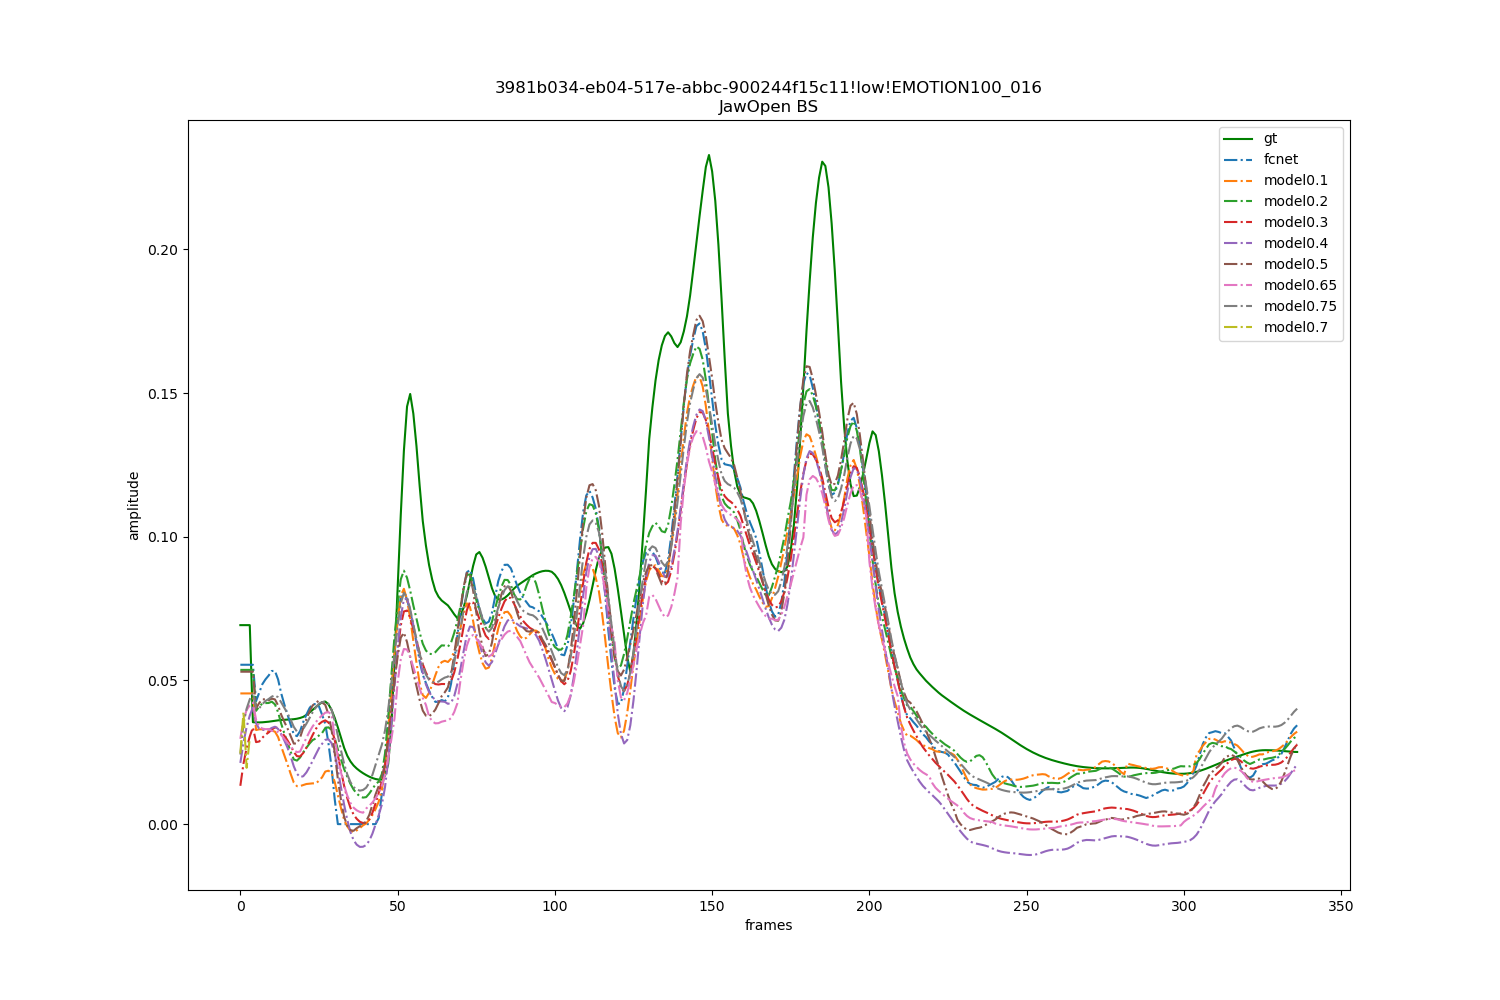 3981b034-eb04-517e-abbc-900244f15c11!low!EMOTION100_016
JawOpen BS
gt
fcnet
model0.1
model0.2
model0.3
model0.4
model0.5
model0.65
model0.75
model0.7
amplitude
0.20
0.15
0.10
0.05
0.00
0
50
100
150
200
250
300
350
frames